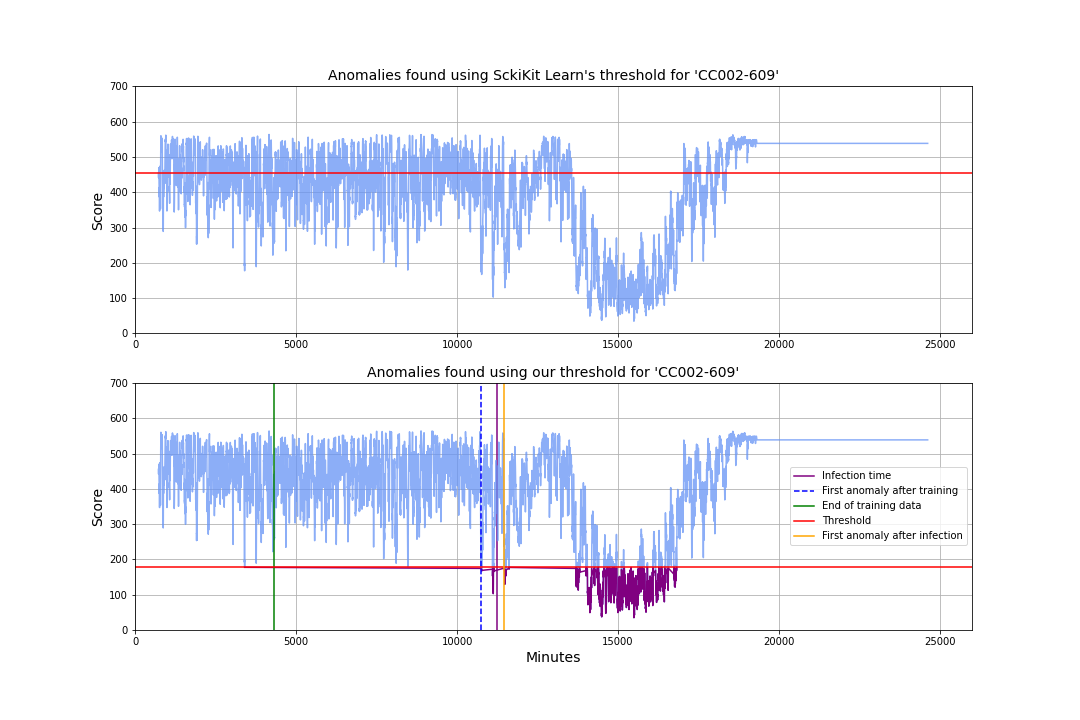 Anomalies found using SckiKit Learn's threshold for 'CC002-609'
700
600
500
400
300
200
100
0
Score
0 5000 10000 15000 20000 25000
Anomalies found using our threshold for 'CC002-609'
700
600
500
400
300
200
100
0
Score
Infection time
First anomaly after training
End of training data
Threshold
First anomaly after infection
0 5000 10000 15000 20000 25000
Minutes